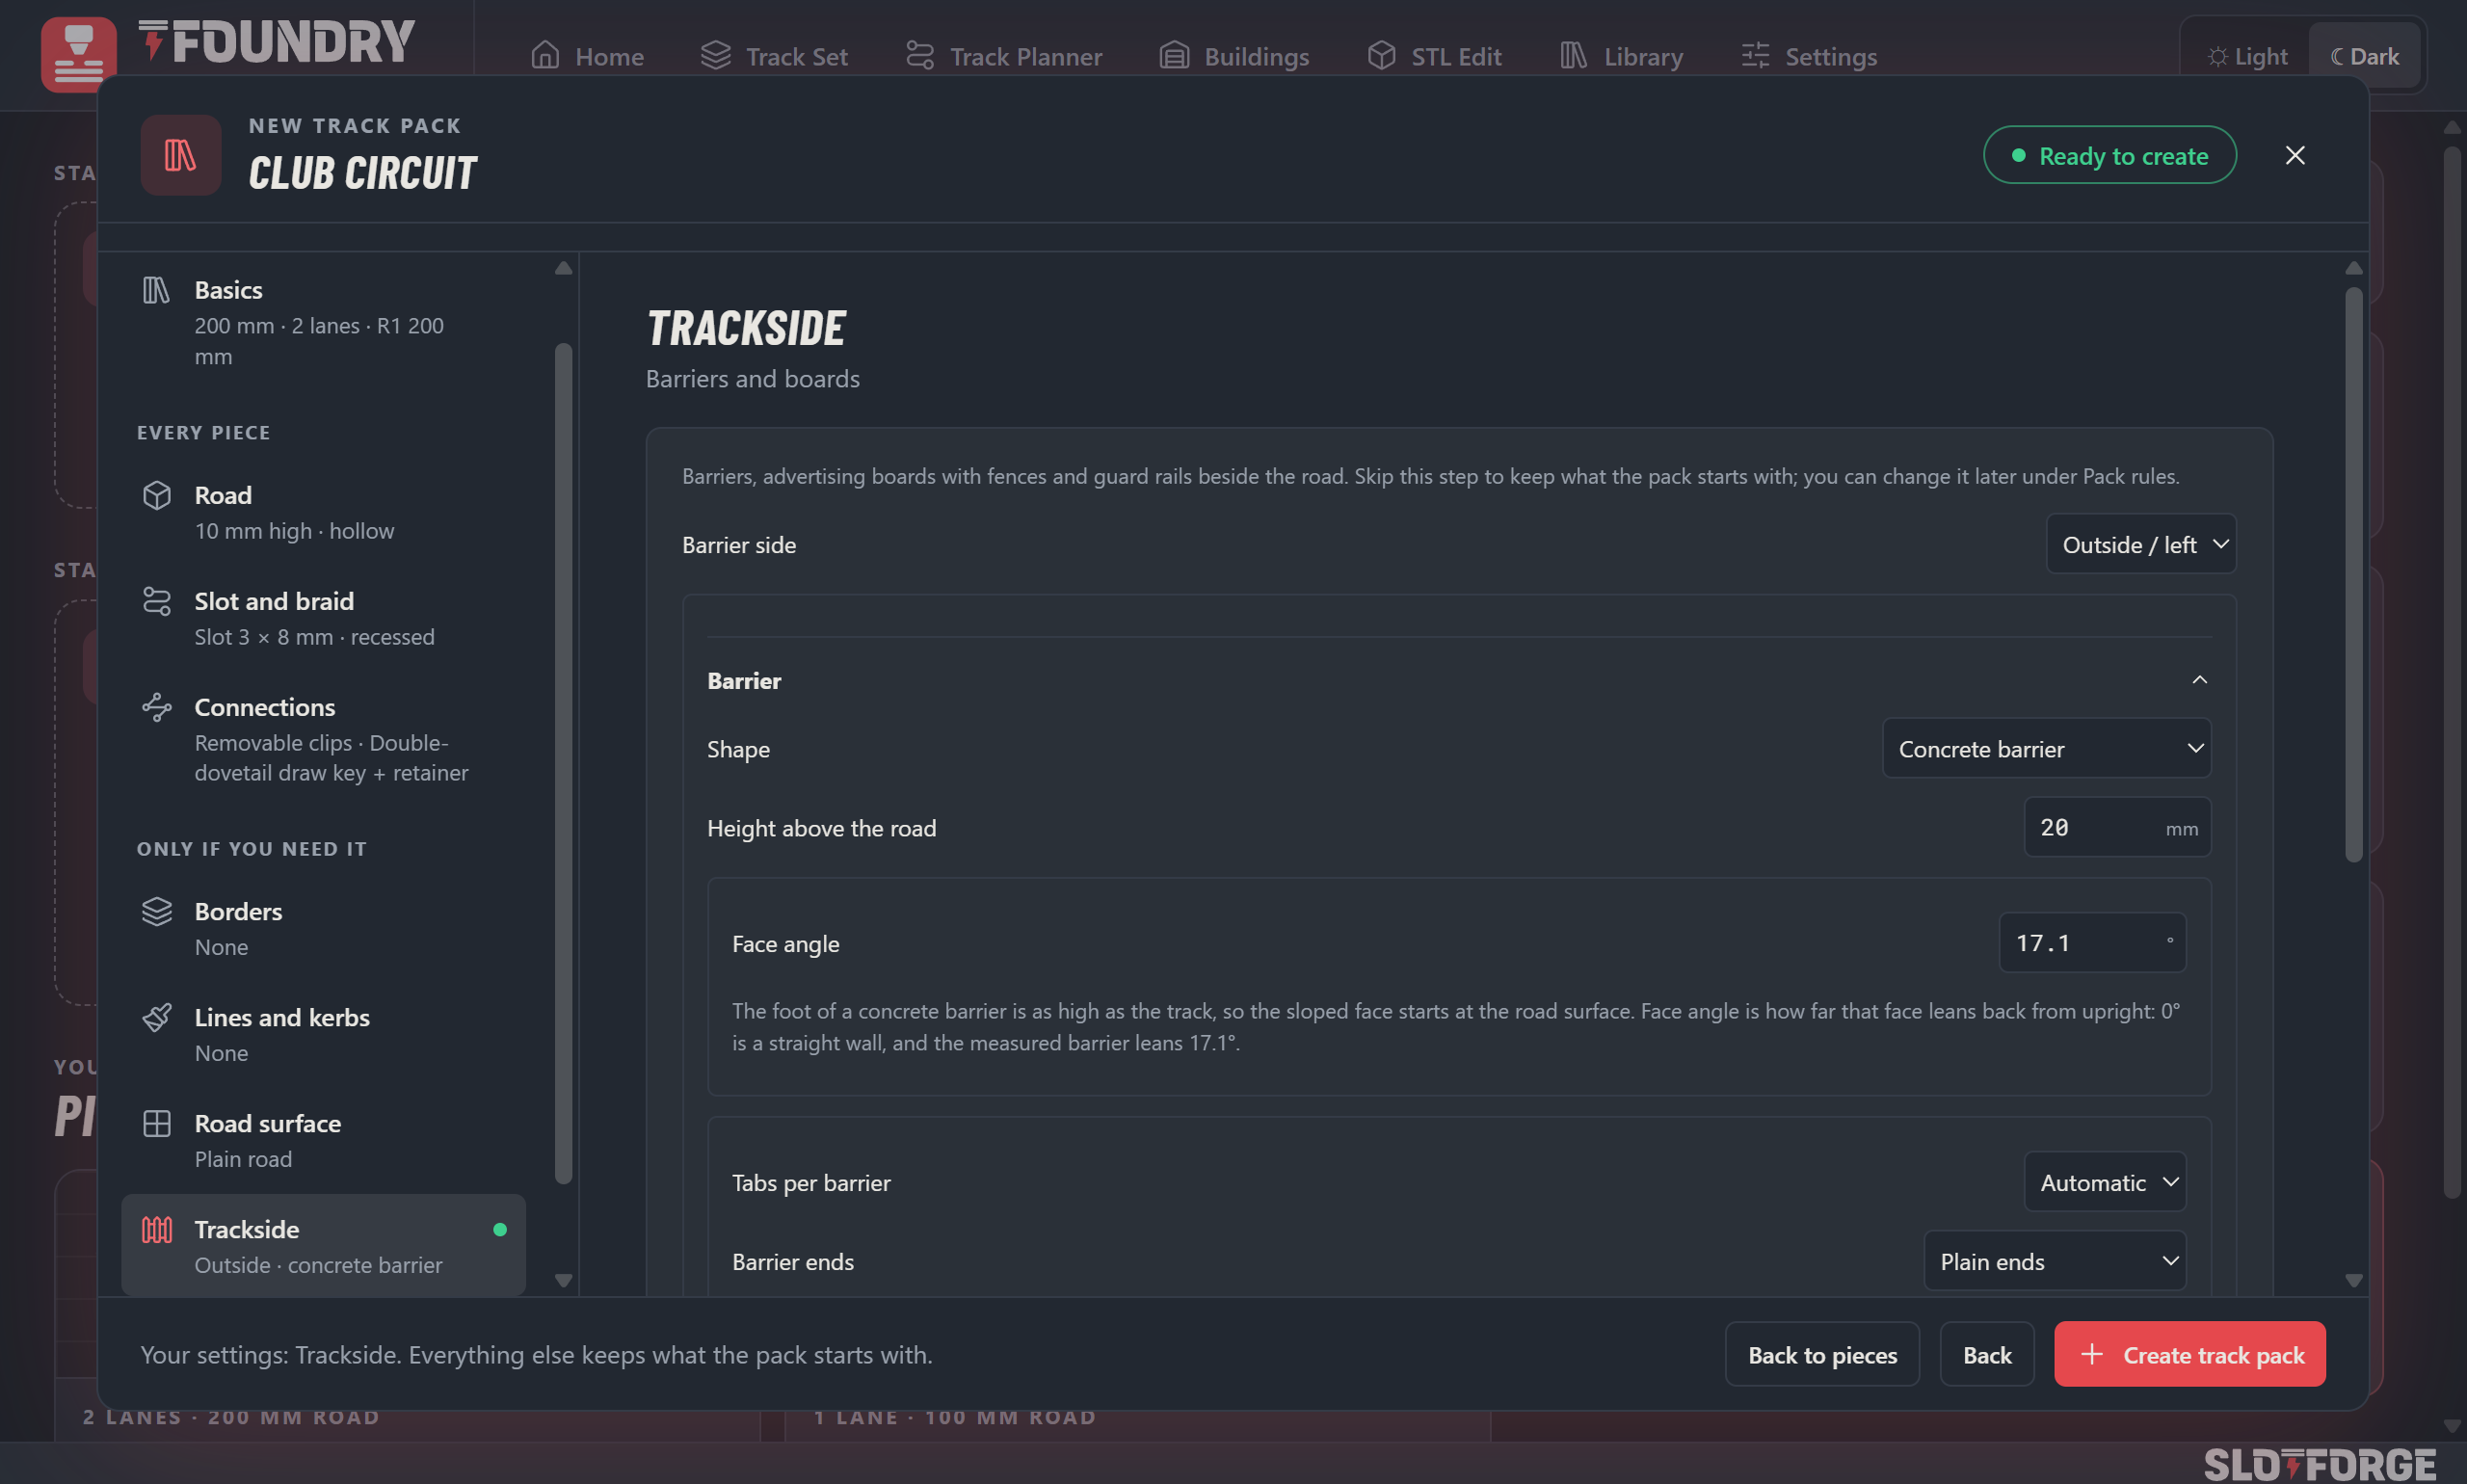 FOUNDRY
Home
Track Set
Track Planner
Buildings
STL Edit
Library
Settings
Light
Dark
NEW TRACK PACK
CLUB CIRCUIT
Ready to create
STA
Basics
200 mm · 2 lanes · R1 200
mm
EVERY PIECE
Road
10 mm high · hollow
STA
Slot and braid
Slot 3 × 8 mm · recessed
Connections
Removable clips · Double-
dovetail draw key + retainer
ONLY IF YOU NEED IT
Borders
None
Lines and kerbs
None
YOU
PI
Road surface
Plain road
Trackside
Outside · concrete barrier
TRACKSIDE
Barriers and boards
Barriers, advertising boards with fences and guard rails beside the road. Skip this step to keep what the pack starts with; you can change it later under Pack rules.
Barrier side
Outside / left
Barrier
Shape
Concrete barrier
Height above the road
20 mm
Face angle
17.1 °
The foot of a concrete barrier is as high as the track, so the sloped face starts at the road surface. Face angle is how far that face leans back from upright: 0°
is a straight wall, and the measured barrier leans 17.1°.
Tabs per barrier
Automatic
Barrier ends
Plain ends
Your settings: Trackside. Everything else keeps what the pack starts with.
Back to pieces
Back
Create track pack
2 LANES · 200 MM ROAD
1 LANE · 100 MM ROAD
SLOTFORGE